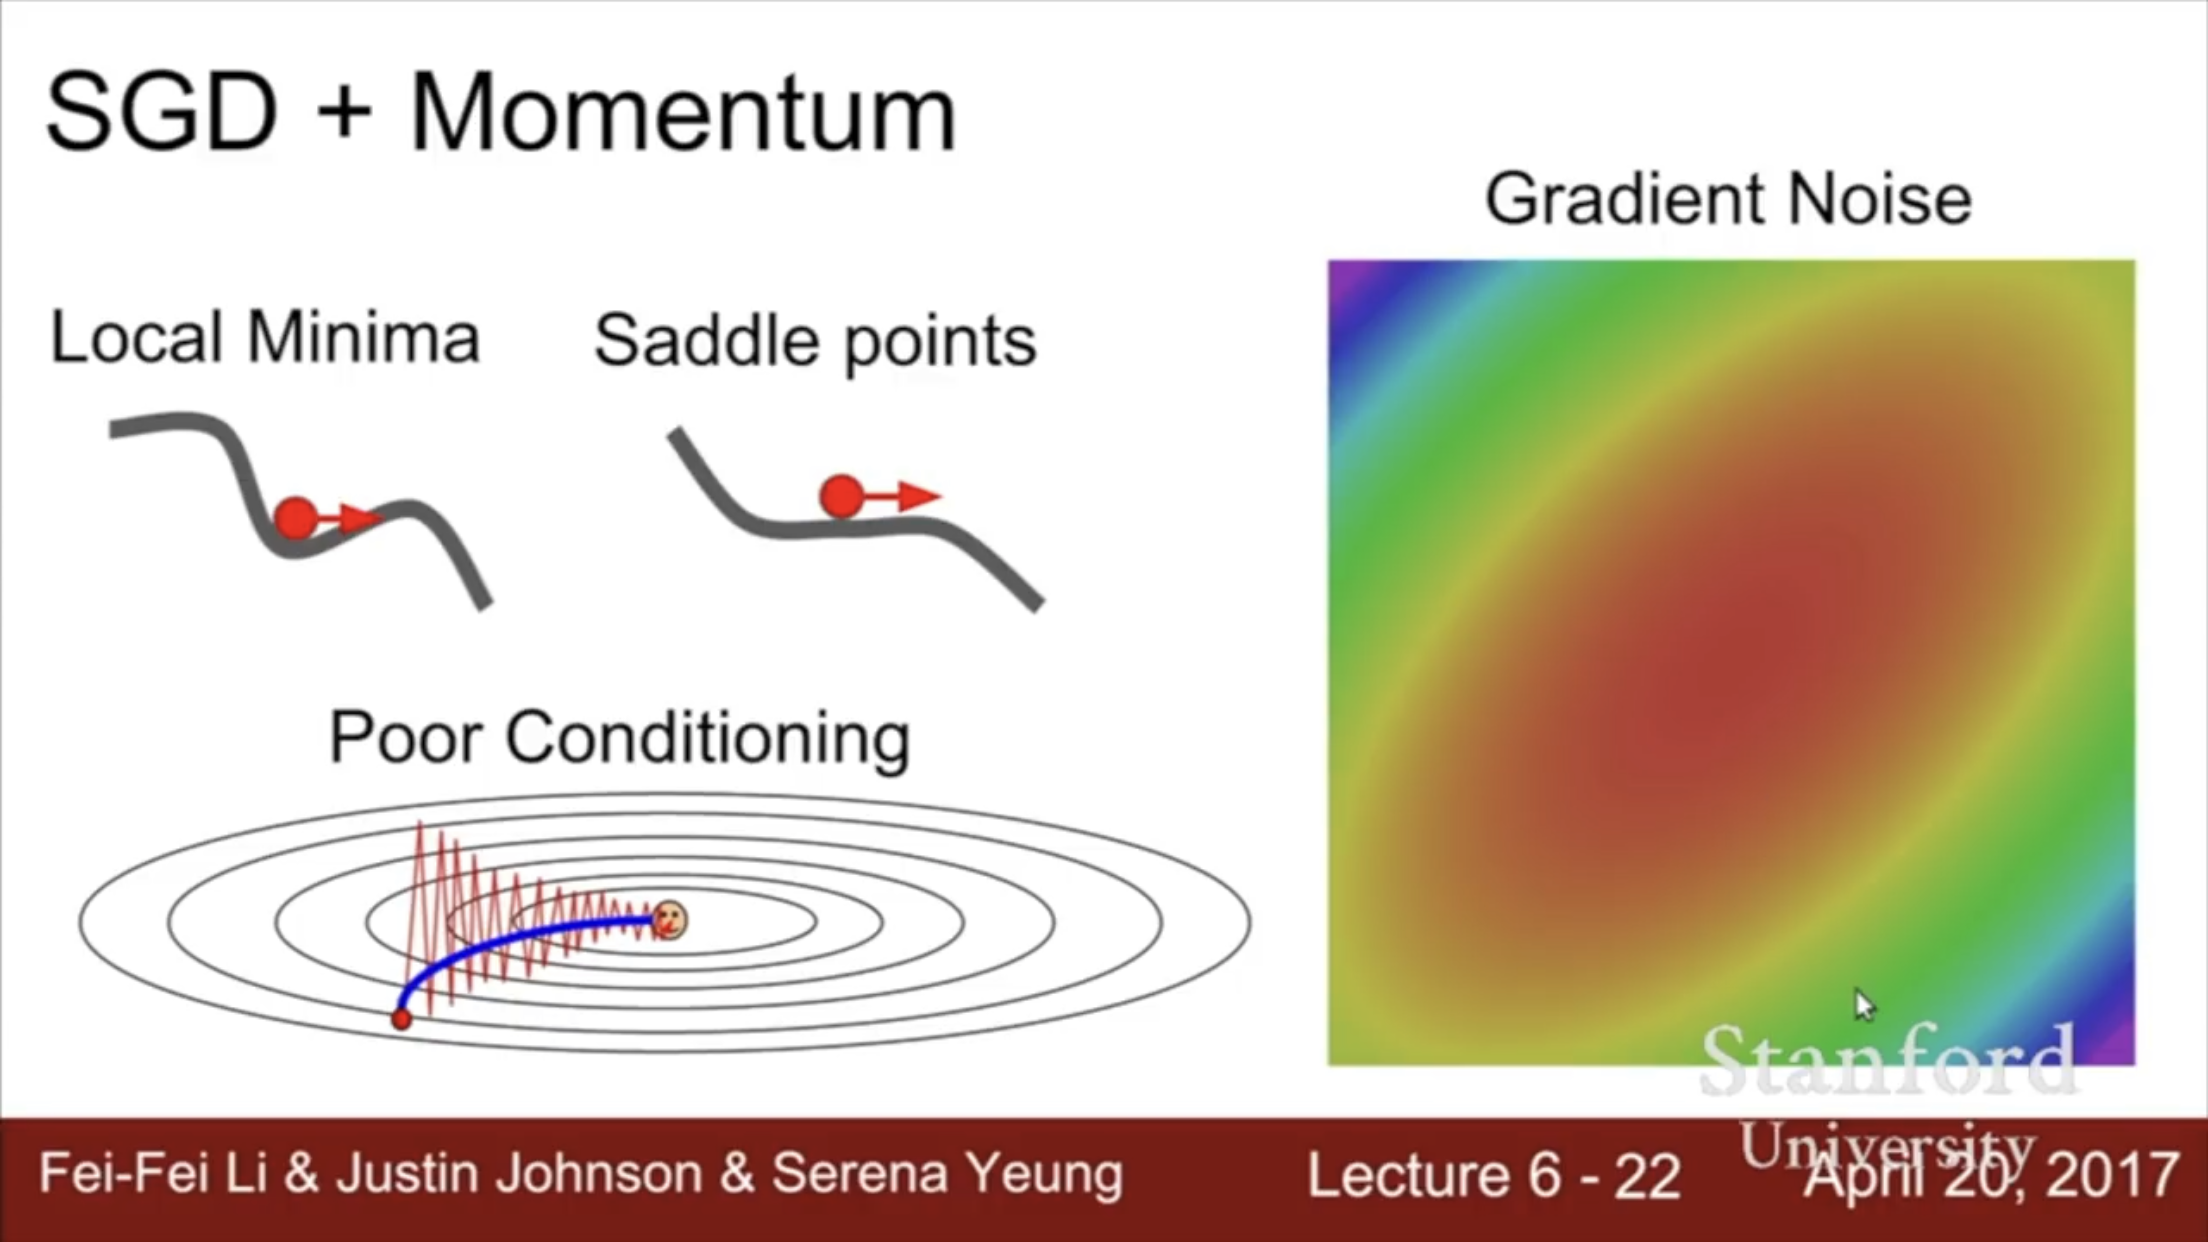 SGD + Momentum
Gradient Noise
Local Minima
Saddle points
Poor Conditioning
Stanford
University
Fei-Fei Li & Justin Johnson & Serena Yeung
Lecture 6 - 22
April 20, 2017